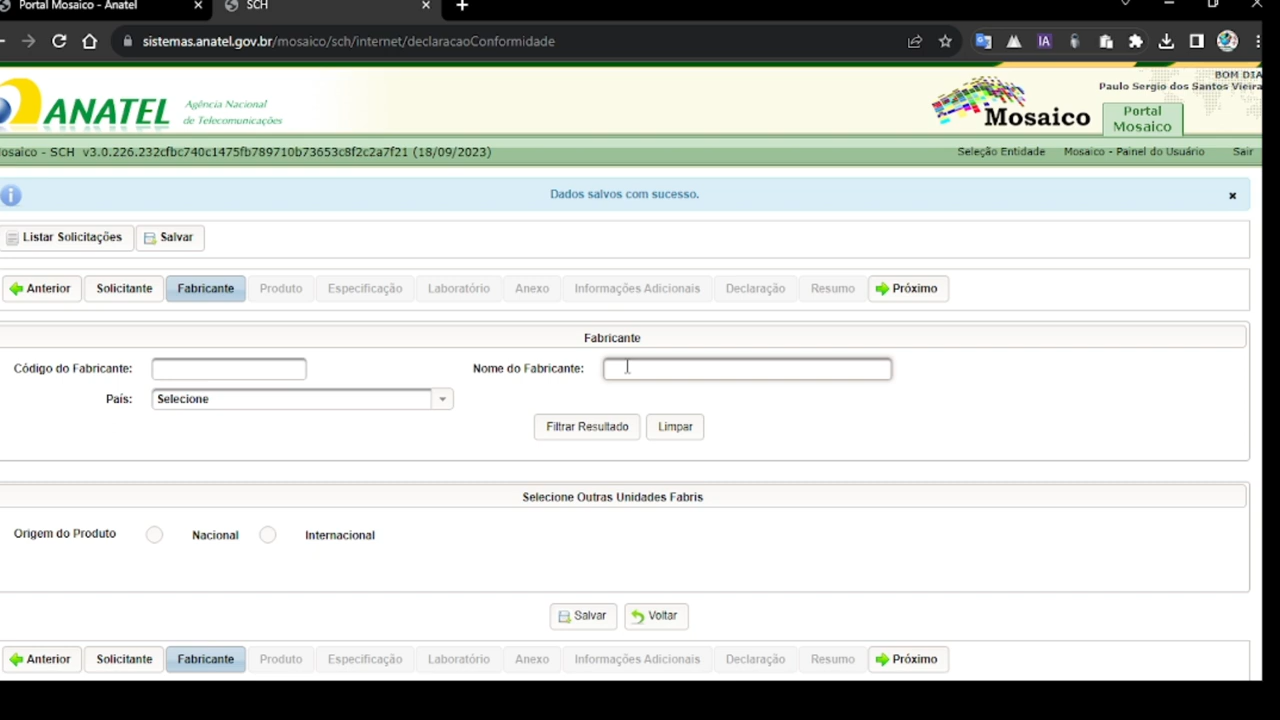 Portal Mosaico - Anatel
SCH
sistemas.anatel.gov.br/mosaico/sch/internet/declaracaoConformidade
IA
ANATEL
Agência Nacional
de Telecomunicações
Mosaico
BOM DIA
Paulo Sergio dos Santos Vieira
Portal
Mosaico
osaico - SCH v3.0.226.232cfbc740c1475fb789710b73653c8f2c2a7f21 (18/09/2023)
Seleção Entidade Mosaico - Painel do Usuário Sair
Dados salvos com sucesso.
Listar Solicitações Salvar
Anterior Solicitante Fabricante Produto Especificação Laboratório Anexo Informações Adicionais Declaração Resumo Próximo
Fabricante
Código do Fabricante: Nome do Fabricante:
País: Selecione
Filtrar Resultado Limpar
Selecione Outras Unidades Fabris
Origem do Produto Nacional Internacional
Salvar Voltar
Anterior Solicitante Fabricante Produto Especificação Laboratório Anexo Informações Adicionais Declaração Resumo Próximo